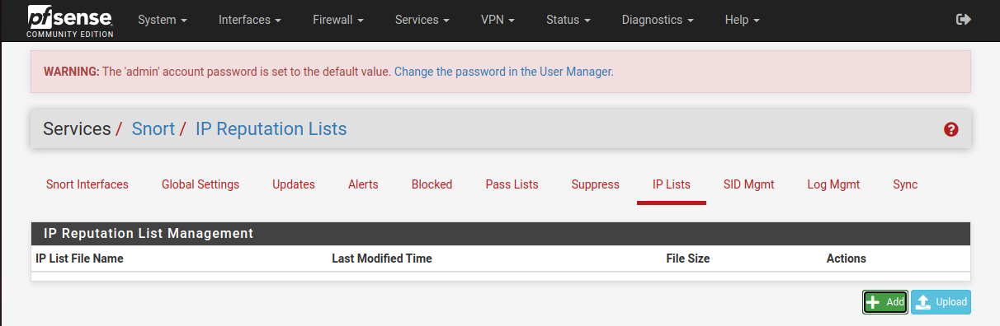 pfsense
COMMUNITY EDITION
System Interfaces Firewall Services VPN Status Diagnostics Help
WARNING: The 'admin' account password is set to the default value. Change the password in the User Manager.
Services / Snort / IP Reputation Lists
Snort Interfaces Global Settings Updates Alerts Blocked Pass Lists Suppress IP Lists SID Mgmt Log Mgmt Sync
IP Reputation List Management
IP List File Name Last Modified Time File Size Actions
Add Upload